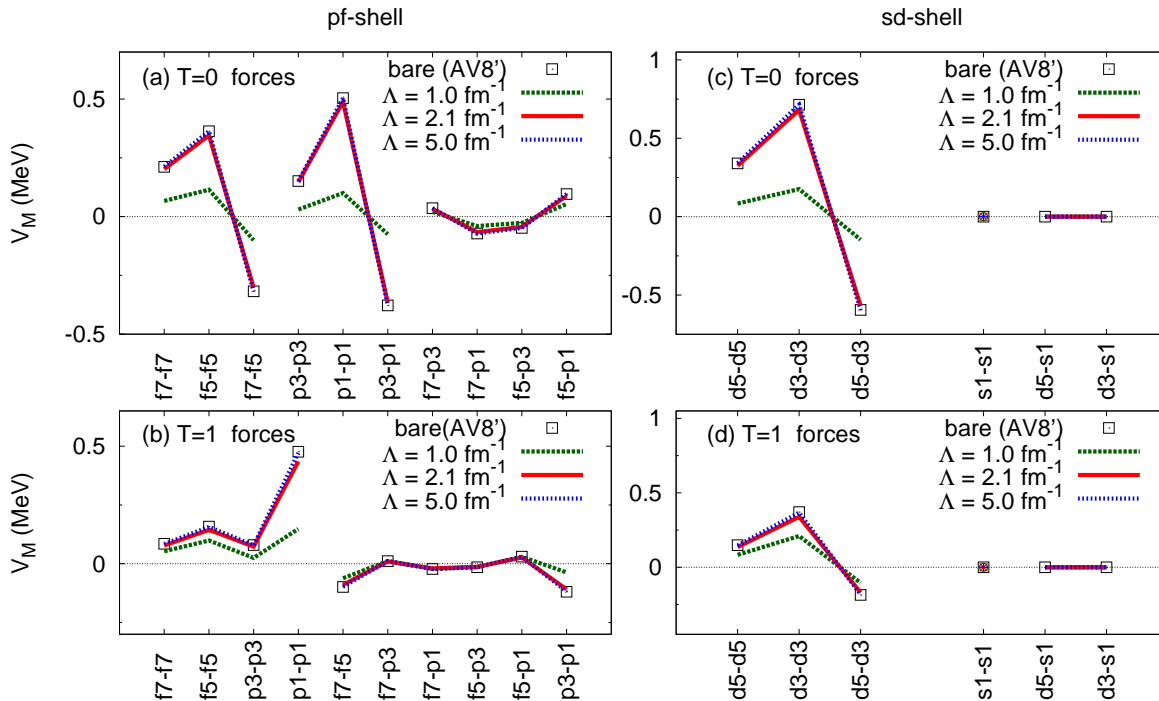 pf-shell
sd-shell
V_M (MeV)
0.5
0
-0.5
(a) T=0 forces
bare (AV8')
Λ = 1.0 fm⁻¹
Λ = 2.1 fm⁻¹
Λ = 5.0 fm⁻¹
f7-f7
f5-f5
f7-f5
p3-p3
p1-p1
p3-p1
f7-p3
f7-p1
f5-p3
f5-p1
1
0.5
0
-0.5
(c) T=0 forces
bare (AV8')
Λ = 1.0 fm⁻¹
Λ = 2.1 fm⁻¹
Λ = 5.0 fm⁻¹
d5-d5
d3-d3
d5-d3
s1-s1
d5-s1
d3-s1
V_M (MeV)
0.5
0
(b) T=1 forces
bare(AV8')
Λ = 1.0 fm⁻¹
Λ = 2.1 fm⁻¹
Λ = 5.0 fm⁻¹
f7-f7
f5-f5
p3-p3
p1-p1
f7-f5
f7-p3
f7-p1
f5-p3
f5-p1
p3-p1
1
0.5
0
(d) T=1 forces
bare (AV8')
Λ = 1.0 fm⁻¹
Λ = 2.1 fm⁻¹
Λ = 5.0 fm⁻¹
d5-d5
d3-d3
d5-d3
s1-s1
d5-s1
d3-s1